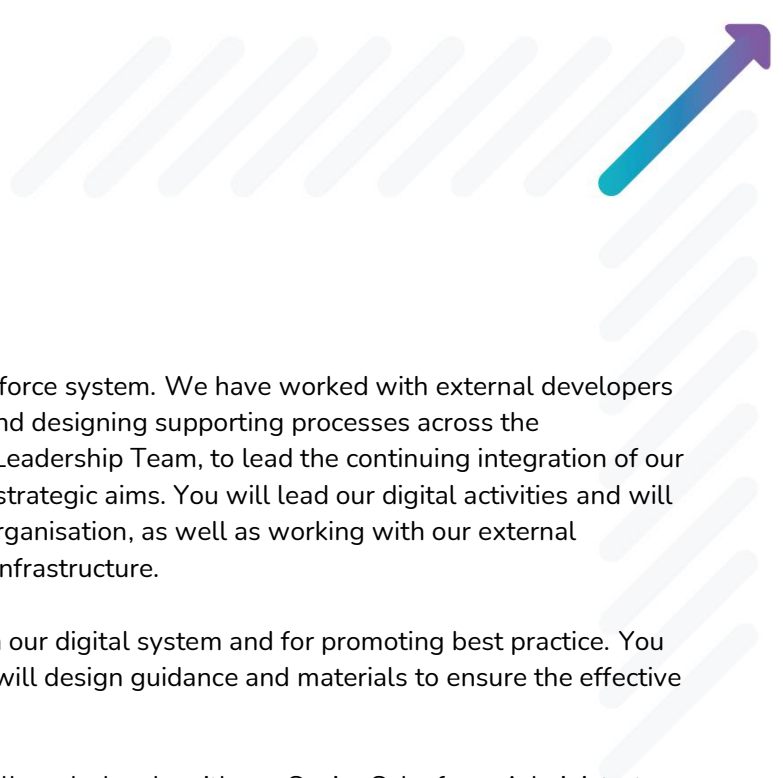 force system. We have worked with external developers
nd designing supporting processes across the
Leadership Team, to lead the continuing integration of our
strategic aims. You will lead our digital activities and will
rganisation, as well as working with our external
nfrastructure.
our digital system and for promoting best practice. You
will design guidance and materials to ensure the effective